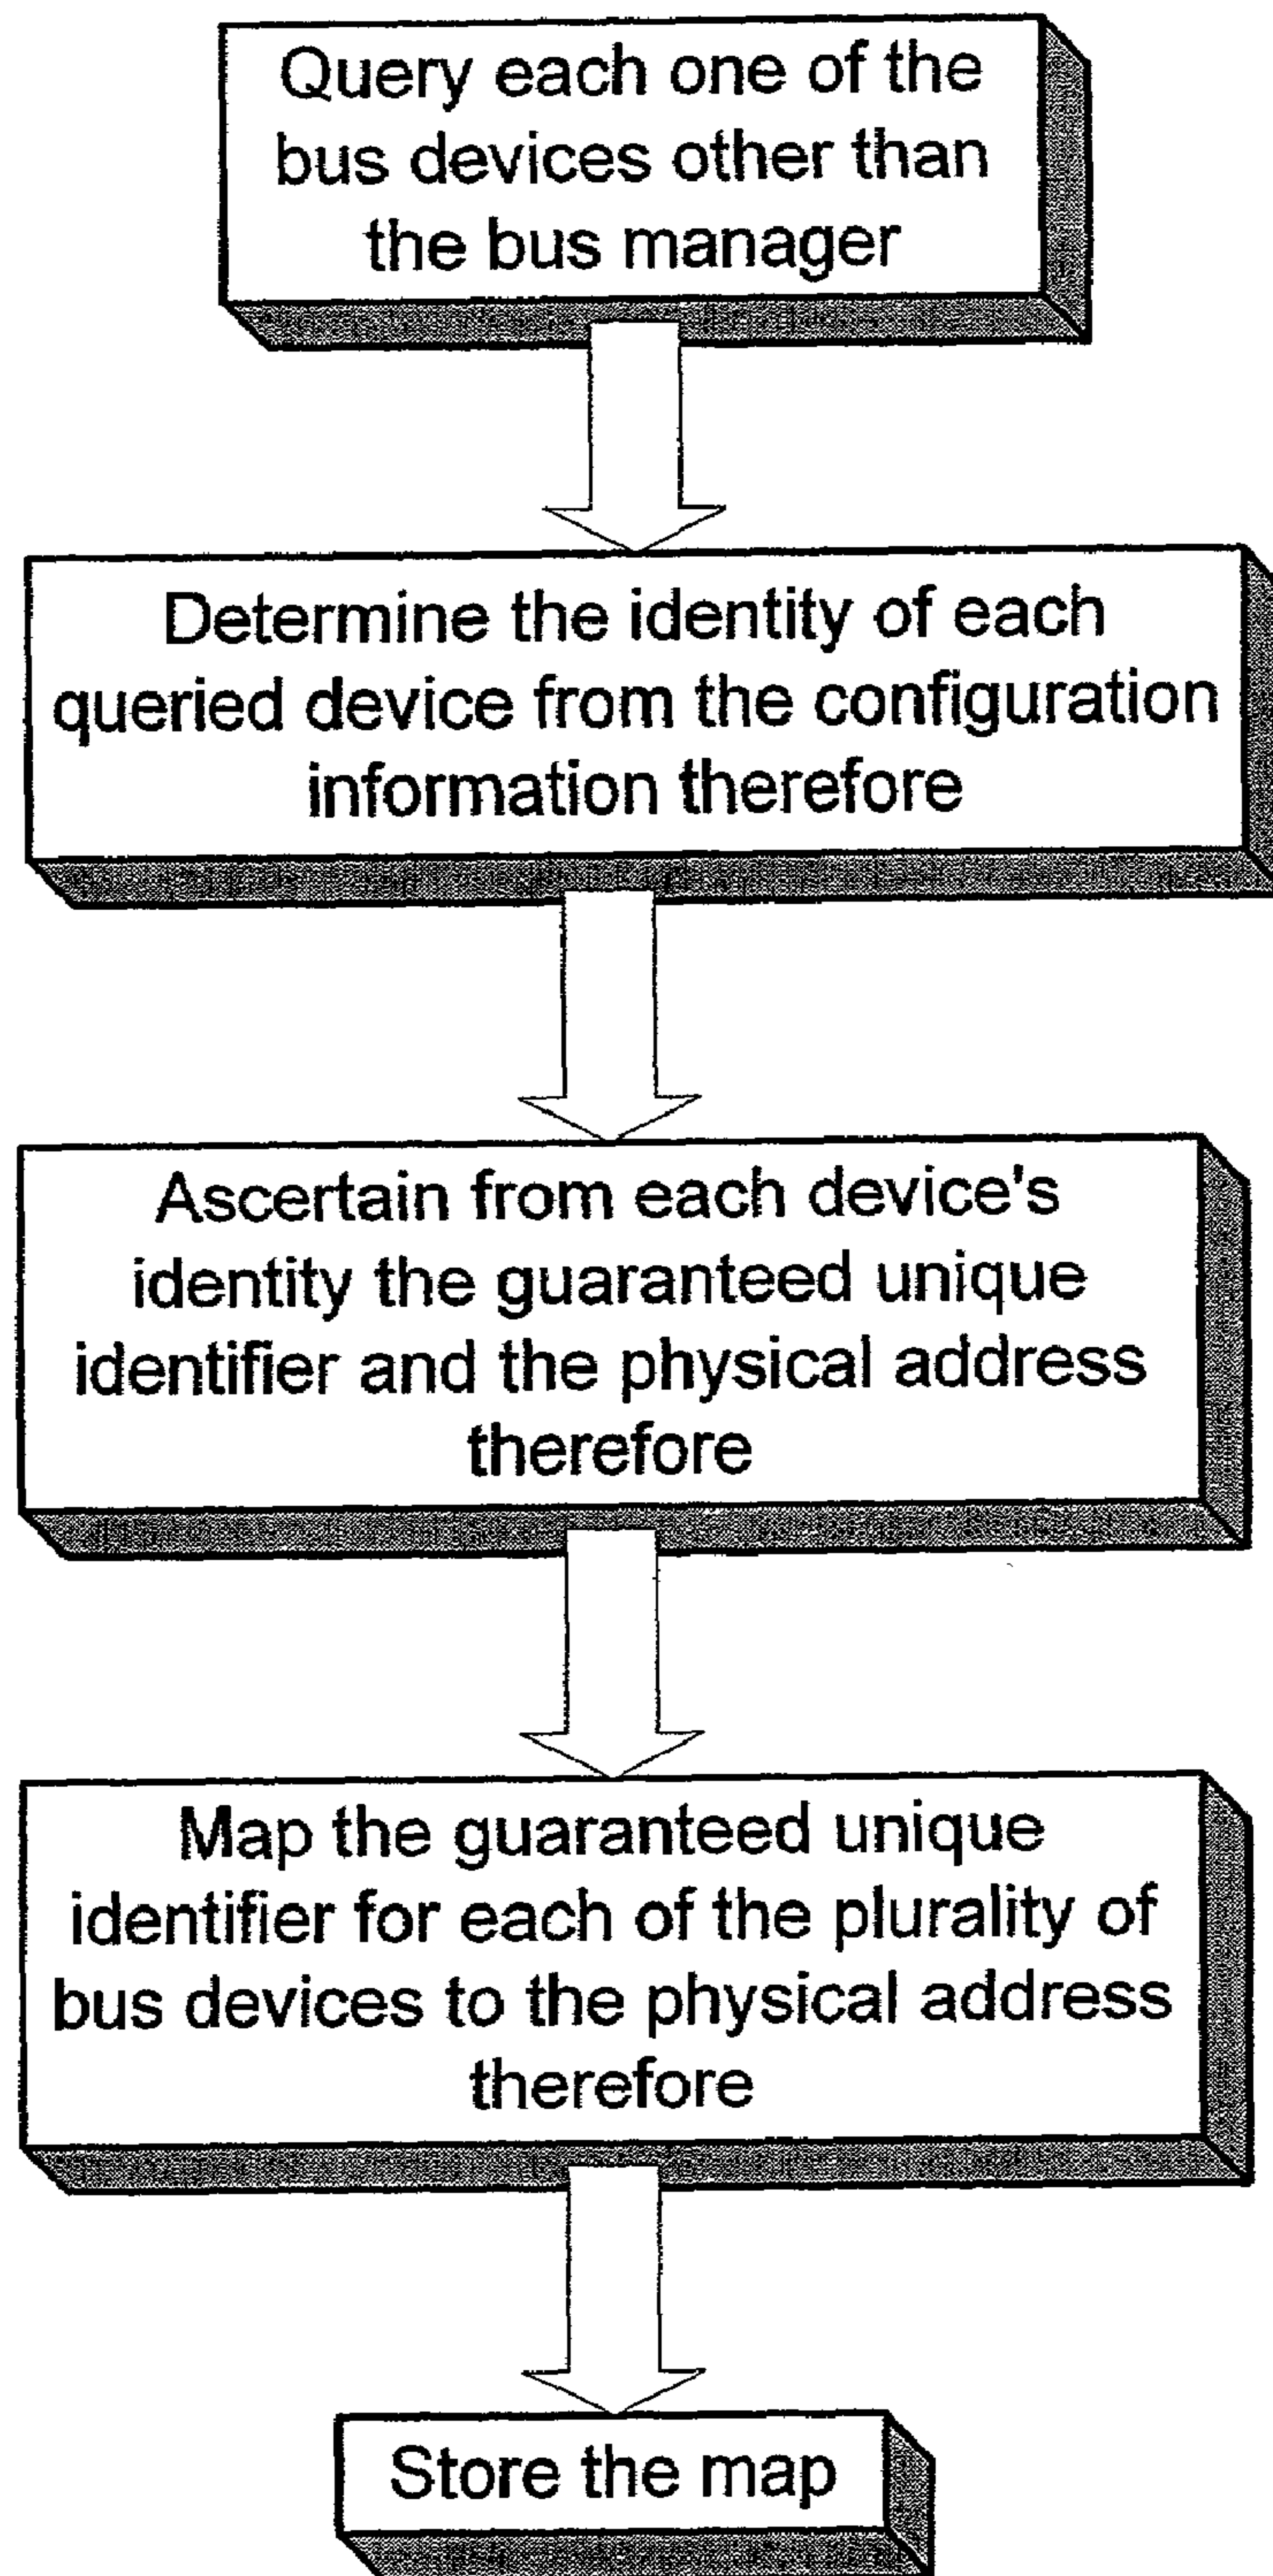 Query each one of the
bus devices other than
the bus manager
Determine the identity of each
queried device from the configuration
information therefore
Ascertain from each device's
identity the guaranteed unique
identifier and the physical address
therefore
Map the guaranteed unique
identifier for each of the plurality of
bus devices to the physical address
therefore
Store the map